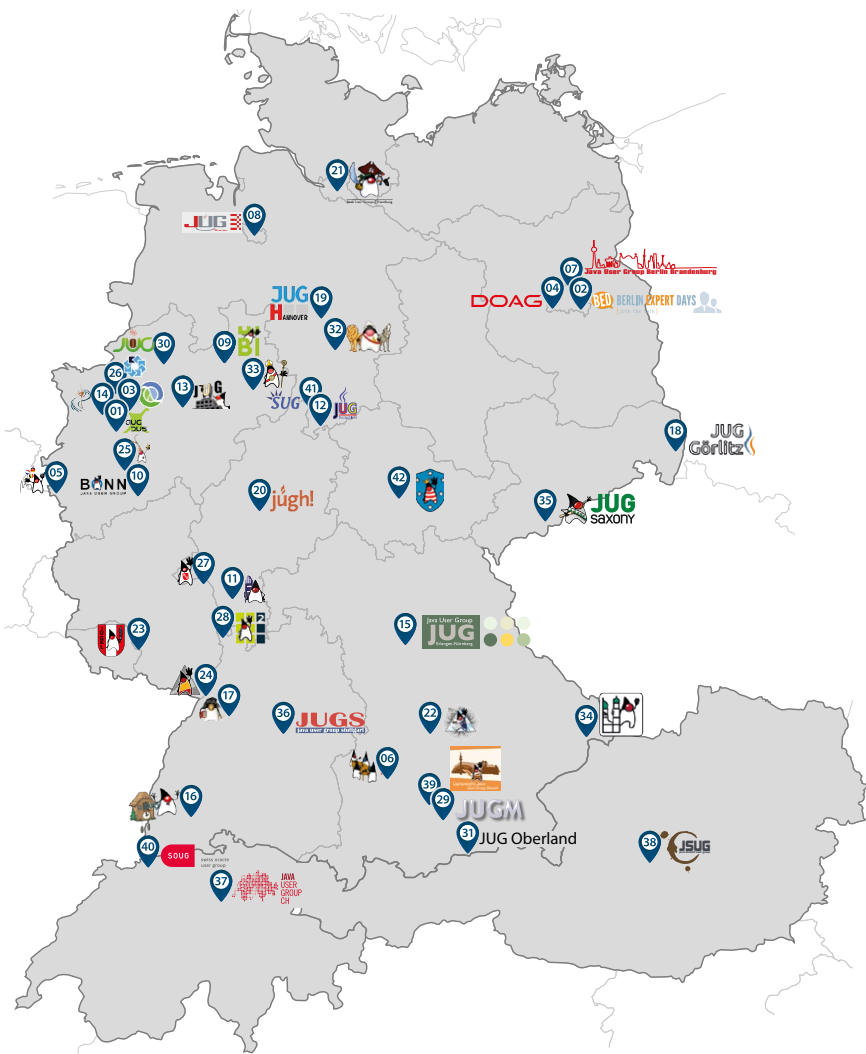 21
08
JUG
07
Java User Group Berlin Brandenburg
04
02
DOAG
BED BERLIN EXPERT DAYS
JUG
HANNOVER
19
32
30
09
BI
33
26
03
14
13
JUG
01
41
SUG
12
JUG
18
JUG
Görlitz
25
05
BONN
JAVA USER GROUP
10
20
jugh!
42
35
JUG
saxony
27
11
28
2
23
15
Java User Group
JUG
Erlangen-Nürnberg
24
17
36
JUGS
java user group stuttgart
22
34
06
39
29
JUGM
16
31
JUG Oberland
40
SOUG
swiss oracle
user group
38
JSUG
37
JAVA
USER
GROUP
CH